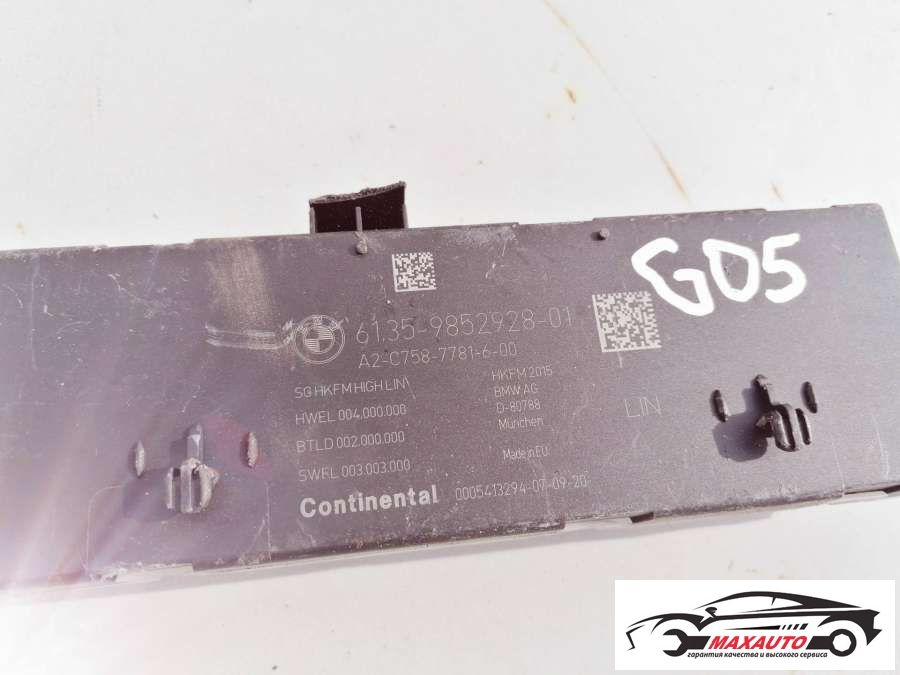 G05
61.35-9852928-01
A2-C758-7781-6-00
SG HKFM HIGH LIN
HWEL 004.000.000
BTLD 002.000.000
SWFL 003.003.000
HKFM 2015
BMW AG
D-80788
München
Made in EU
LIN
Continental 0005413294-07-09-20
MAXAUTO
гарантия качества и высокого сервиса